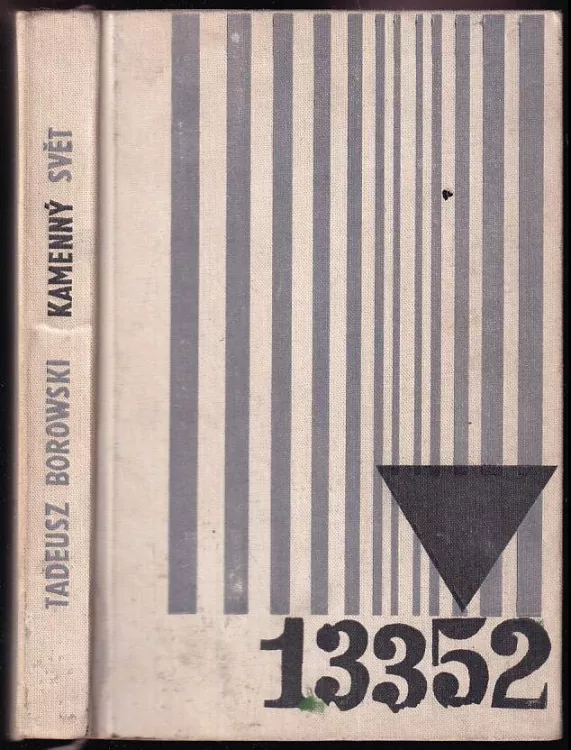 TADEUSZ BOROWSKI KAMENNÝ SVĚT
13352